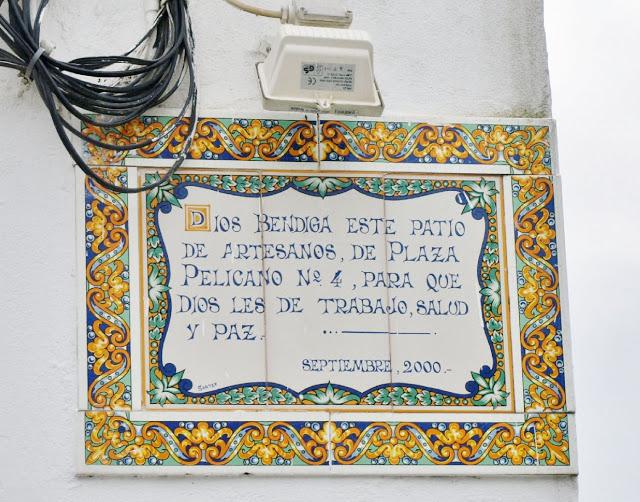 DIOS BENDIGA ESTE PATIO
DE ARTESANOS, DE PLAZA
PELICANO Nº. 4, PARA QUE
DIOS LES DE TRABAJO, SALUD
Y PAZ.-
SEPTIEMBRE, 2000.-